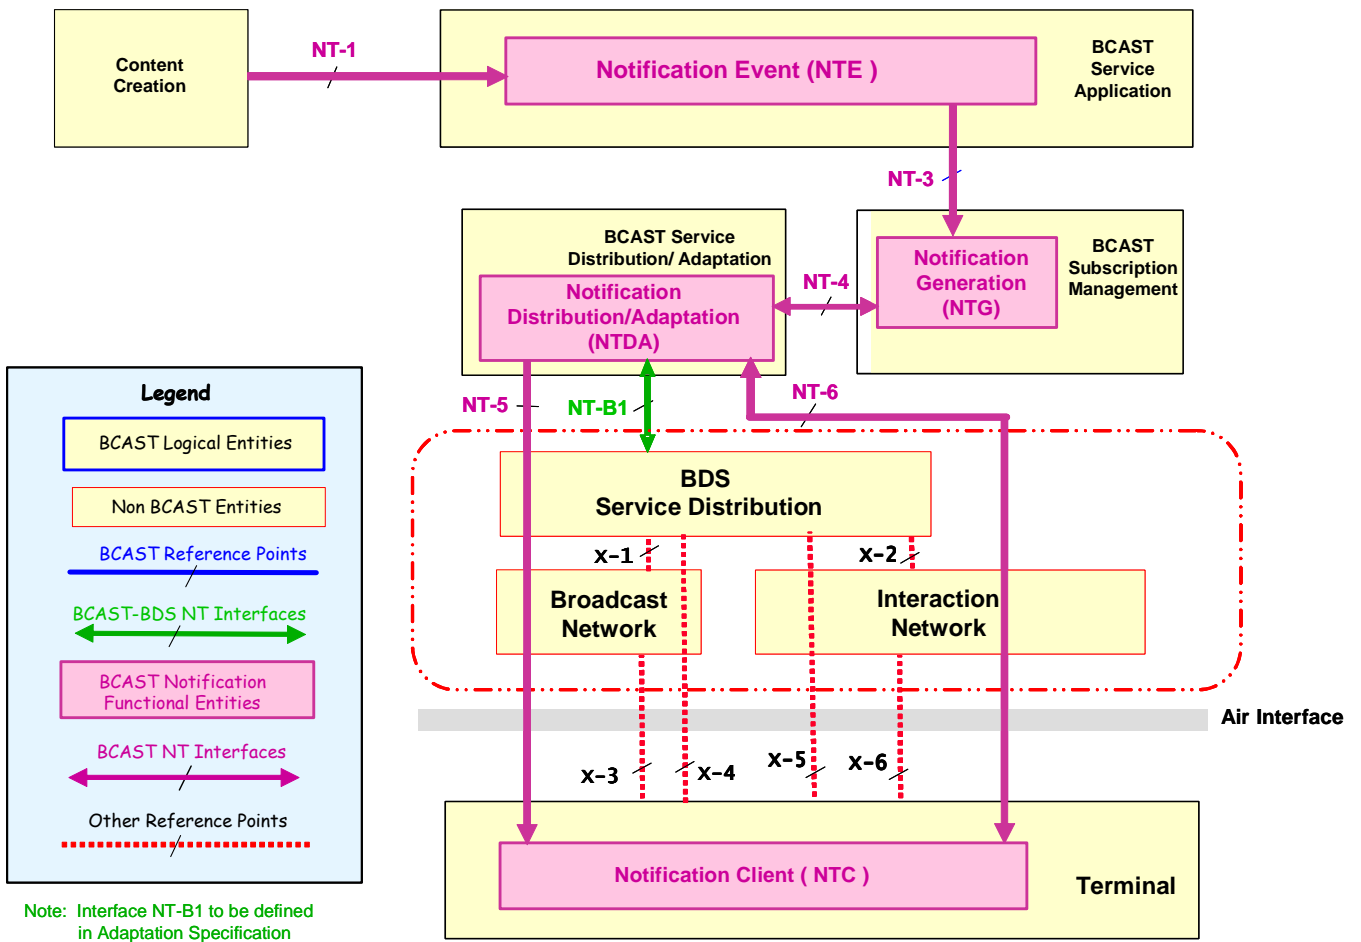 Content
Creation
NT-1
Notification Event (NTE )
BCAST
Service
Application
NT-3
BCAST Service
Distribution/ Adaptation
Notification
Distribution/Adaptation
(NTDA)
NT-4
Notification
Generation
(NTG)
BCAST
Subscription
Management
NT-5
NT-B1
NT-6
Legend
BCAST Logical Entities
Non BCAST Entities
BCAST Reference Points
BCAST-BDS NT Interfaces
BCAST Notification
Functional Entities
BCAST NT Interfaces
Other Reference Points
Note: Interface NT-B1 to be defined
in Adaptation Specification
BDS
Service Distribution
X-1
X-2
Broadcast
Network
Interaction
Network
Air Interface
X-3
X-4
X-5
X-6
Notification Client ( NTC )
Terminal